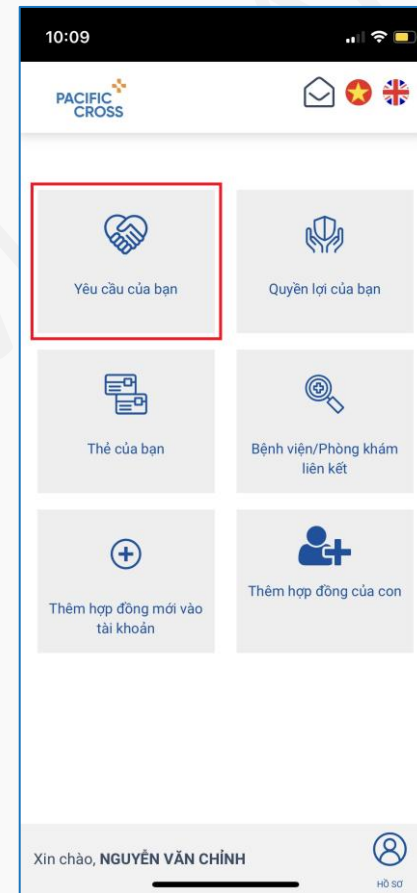 10:09
PACIFIC
CROSS
Yêu cầu của bạn
Quyền lợi của bạn
Thẻ của bạn
Bệnh viện/Phòng khám
liên kết
Thêm hợp đồng mới vào
tài khoản
Thêm hợp đồng của con
Xin chào, NGUYỄN VĂN CHỈNH
HỒ SƠ